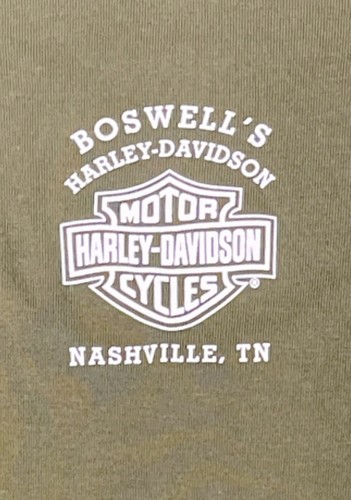 BOSWELL'S
HARLEY-DAVIDSON
MOTOR
HARLEY-DAVIDSON
CYCLES®
NASHVILLE, TN